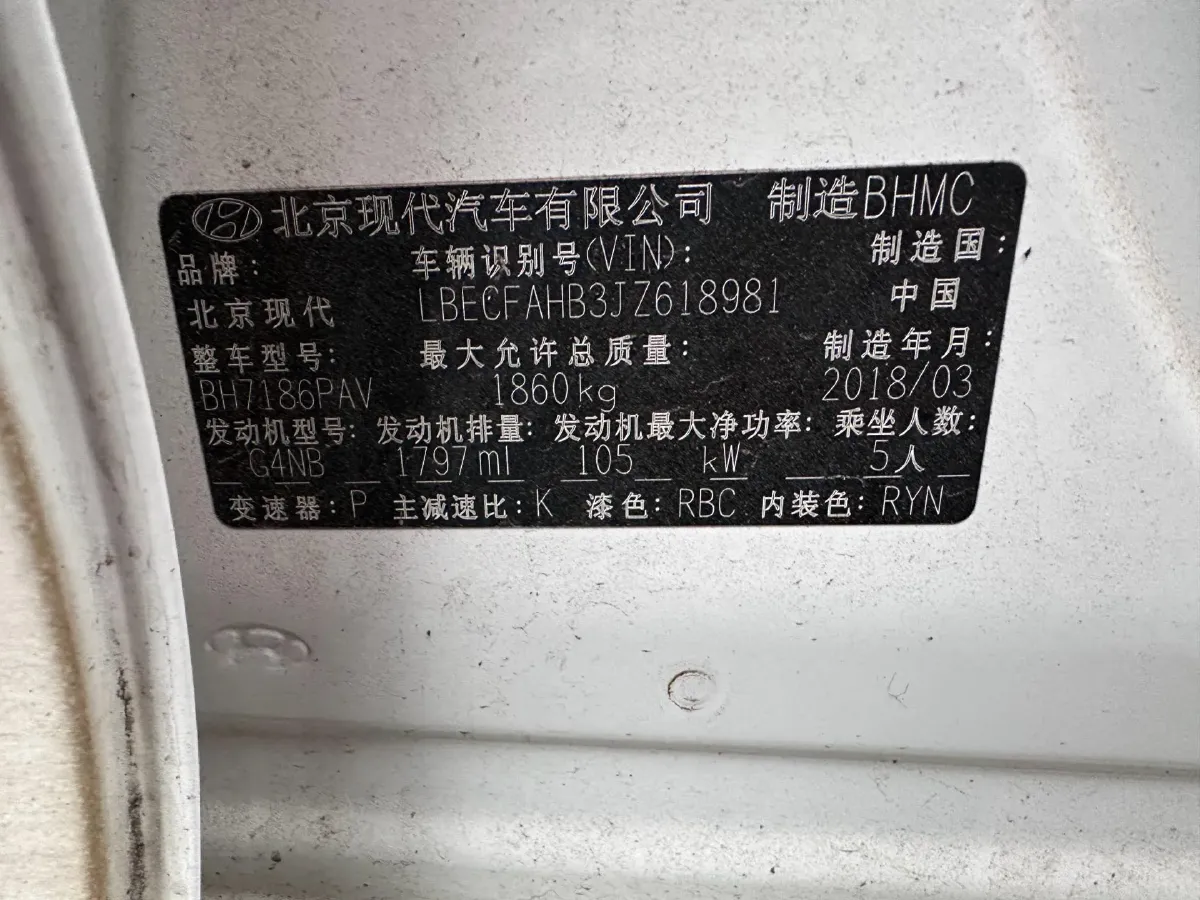 北京现代汽车有限公司 制造BHMC
品牌: 车辆识别号(VIN): 制造国:
北京现代 LBECFAHB3JZ618981 中国
整车型号: 最大允许总质量: 制造年月:
BH7186PAV 1860kg 2018/03
发动机型号: 发动机排量: 发动机最大净功率: 乘坐人数:
G4NB 1797ml 105 kW 5人
变速器: P 主减速比: K 漆色: RBC 内装色: RYN